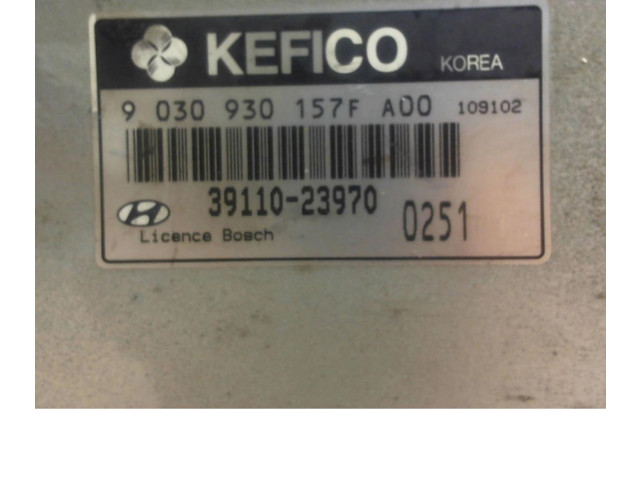 KEFICO KOREA
9 030 930 157F A00 109102
39110-23970 0251
Licence Bosch